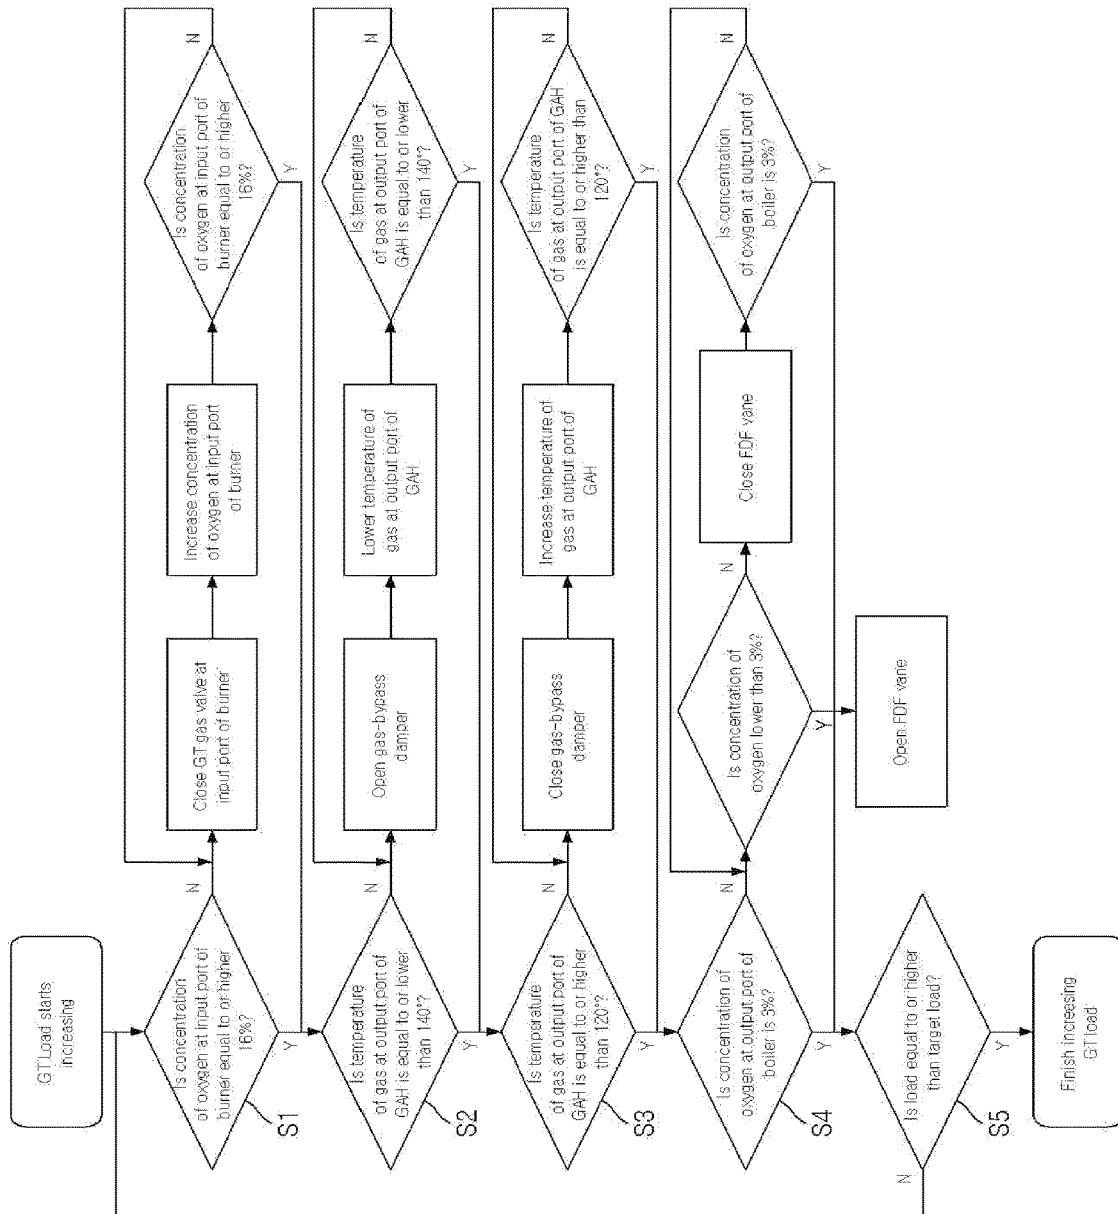 GT Load starts
increasing
Is concentration
of oxygen at input port of
burner equal to or higher
16%?
S1
N
Y
Close GT gas valve at
input port of burner
Increase concentration
of oxygen at input port
of burner
Is concentration
of oxygen at input port of
burner equal to or higher
16%?
N
Y
Is temperature
of gas at output port of
GAH is equal to or lower
than 140°?
S2
N
Y
Open gas-bypass
damper
Lower temperature of
gas at output port of
GAH
Is temperature
of gas at output port of
GAH is equal to or lower
than 140°?
N
Y
Is temperature
of gas at output port of
GAH is equal to or higher
than 120°?
S3
N
Y
Close gas-bypass
damper
Increase temperature of
gas at output port of
GAH
Is temperature
of gas at output port of GAH
is equal to or higher than
120°?
N
Y
Is concentration of
oxygen at output port of
boiler is 3%?
S4
N
Y
Is concentration of
oxygen lower than 3%?
N
Y
Close FDF vane
Is concentration
of oxygen at output port of
boiler is 3%?
N
Y
Open FDF vane
Is load equal to or higher
than target load?
S5
N
Y
Finish increasing
GT load